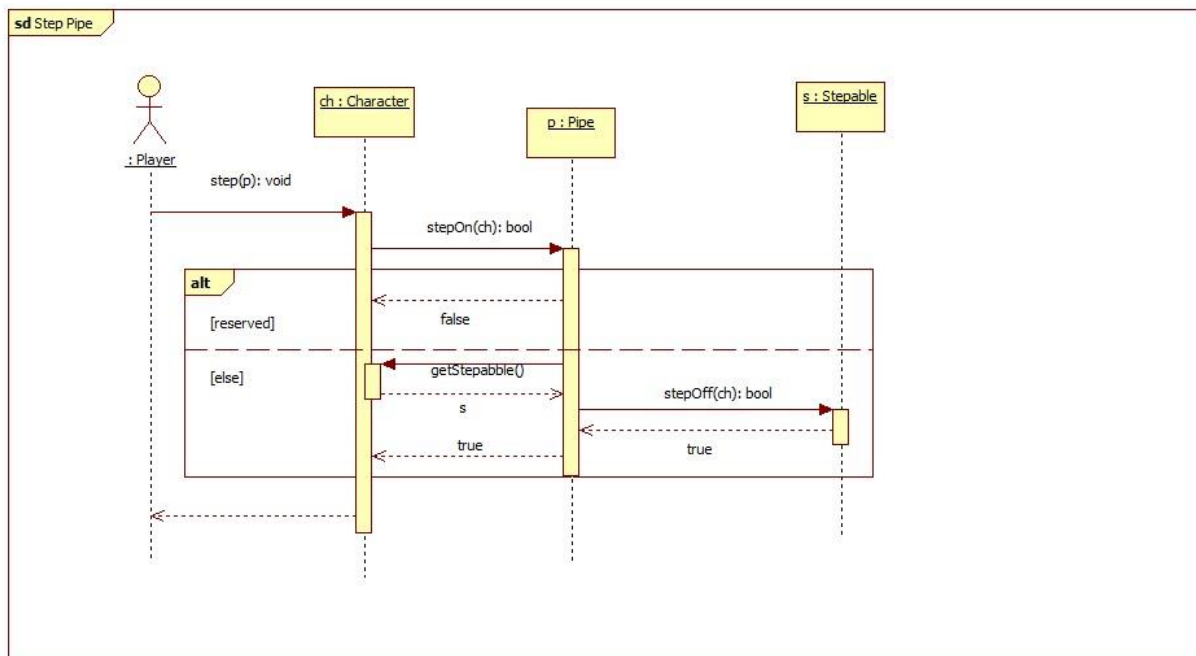 sd Step Pipe
: Player
ch : Character
p : Pipe
s : Stepable
step(p): void
stepOn(ch): bool
alt
false
[reserved]
[else]
getStepabble()
s
stepOff(ch): bool
true
true